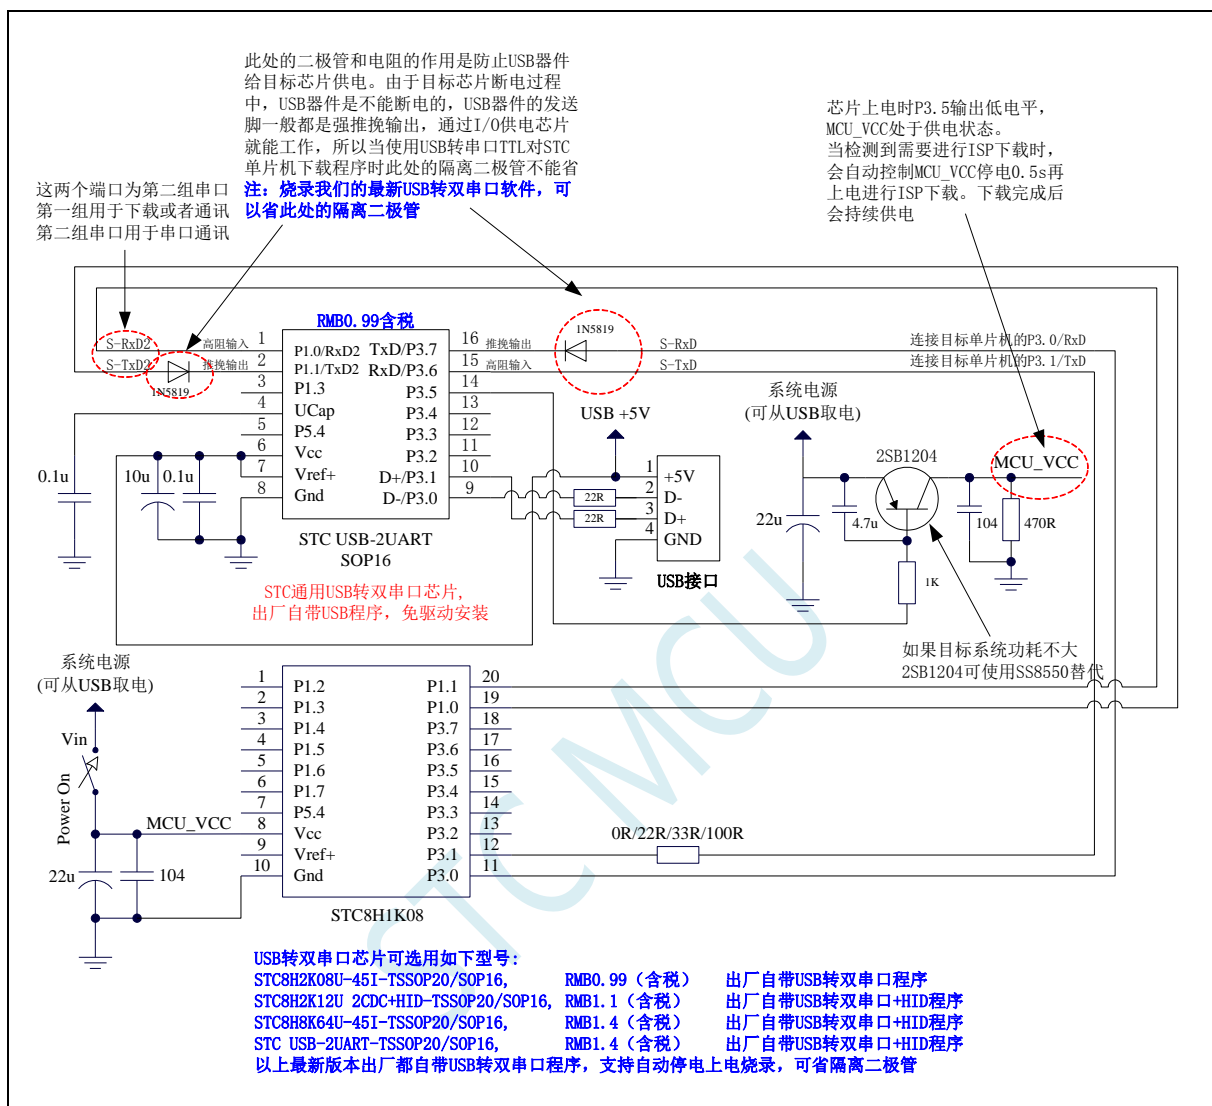 此处的二极管和电阻的作用是防止USB器件
给目标芯片供电。由于目标芯片断电过程
中，USB器件是不能断电的，USB器件的发送
脚一般都是强推挽输出，通过I/O供电芯片
就能工作，所以当使用USB转串口TTL对STC
单片机下载程序时此处的隔离二极管不能省
注：烧录我们的最新USB转双串口软件，可
以省此处的隔离二极管
芯片上电时P3.5输出低电平，
MCU_VCC处于供电状态。
当检测到需要进行ISP下载时，
会自动控制MCU_VCC停电0.5s再
上电进行ISP下载。下载完成后
会持续供电
这两个端口为第二组串口
第一组用于下载或者通讯
第二组串口用于串口通讯
RMB0.99含税
S-RxD2 高阻输入 1 P1.0/RxD2 TxD/P3.7 16 推挽输出 1N5819 S-RxD 连接目标单片机的P3.0/RxD
S-TxD2 1N5819 推挽输出 2 P1.1/TxD2 RxD/P3.6 15 高阻输入 S-TxD 连接目标单片机的P3.1/TxD
3 P1.3 P3.5 14
4 UCap P3.4 13
5 P5.4 P3.3 12
6 Vcc P3.2 11
7 Vref+ D+/P3.1 10
8 Gnd D-/P3.0 9
0.1u 10u 0.1u
STC USB-2UART
SOP16
STC通用USB转双串口芯片,
出厂自带USB程序，免驱动安装
USB +5V
1 +5V
22R 2 D-
22R 3 D+
4 GND
USB接口
系统电源
(可从USB取电)
2SB1204
MCU_VCC
22u 4.7u 104 470R
1K
如果目标系统功耗不大
2SB1204可使用SS8550替代
系统电源
(可从USB取电)
Vin
Power On
MCU_VCC
22u 104
1 P1.2 P1.1 20
2 P1.3 P1.0 19
3 P1.4 P3.7 18
4 P1.5 P3.6 17
5 P1.6 P3.5 16
6 P1.7 P3.4 15
7 P5.4 P3.3 14
8 Vcc P3.2 13
9 Vref+ P3.1 12
10 Gnd P3.0 11
0R/22R/33R/100R
STC8H1K08
STC MCU
USB转双串口芯片可选用如下型号:
STC8H2K08U-45I-TSSOP20/SOP16, RMB0.99（含税） 出厂自带USB转双串口程序
STC8H2K12U 2CDC+HID-TSSOP20/SOP16, RMB1.1（含税） 出厂自带USB转双串口+HID程序
STC8H8K64U-45I-TSSOP20/SOP16, RMB1.4（含税） 出厂自带USB转双串口+HID程序
STC USB-2UART-TSSOP20/SOP16, RMB1.4（含税） 出厂自带USB转双串口+HID程序
以上最新版本出厂都自带USB转双串口程序，支持自动停电上电烧录，可省隔离二极管